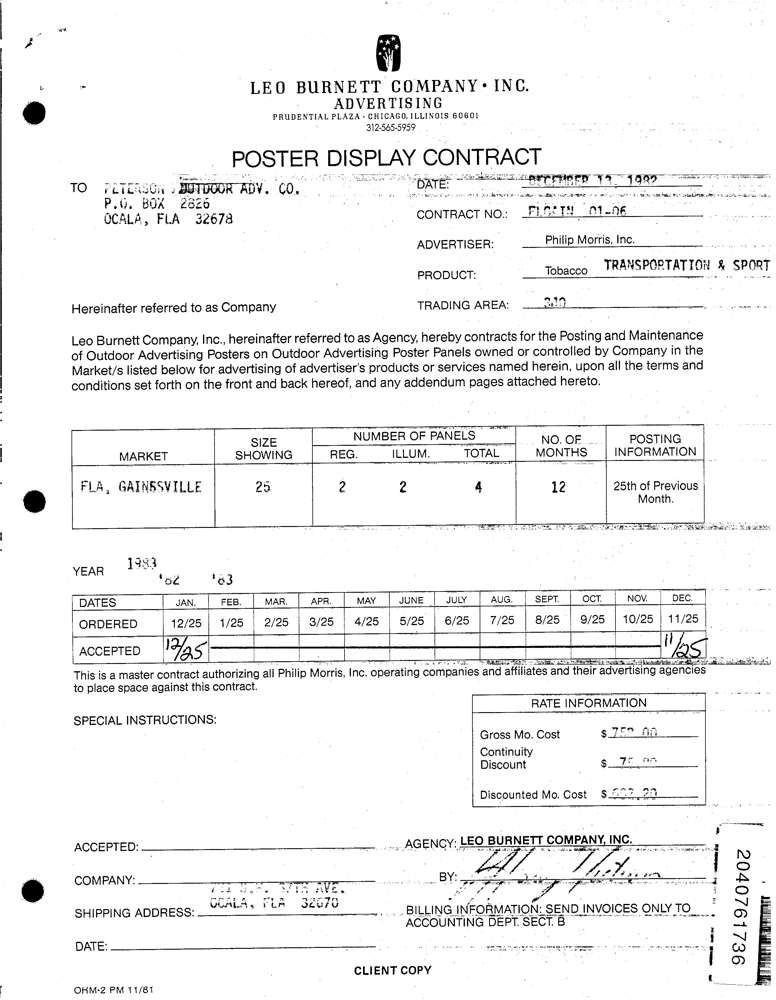 LEO BURNETT COMPANY • INC.
ADVERTISING
PRUDENTIAL PLAZA • CHICAGO, ILLINOIS 60601
312-565-5959
POSTER DISPLAY CONTRACT
TO PETERSON OUTDOOR ADV. CO.
P.O. BOX 2826
OCALA, FLA 32678
DATE: DECEMBER 13, 1982
CONTRACT NO.: 01-06
ADVERTISER: Philip Morris, Inc.
PRODUCT: Tobacco TRANSPORTATION & SPORT
Hereinafter referred to as Company
TRADING AREA:
Leo Burnett Company, Inc., hereinafter referred to as Agency, hereby contracts for the Posting and Maintenance
of Outdoor Advertising Posters on Outdoor Advertising Poster Panels owned or controlled by Company in the
Market/s listed below for advertising of advertiser's products or services named herein, upon all the terms and
conditions set forth on the front and back hereof, and any addendum pages attached hereto.
MARKET SIZE SHOWING NUMBER OF PANELS REG. ILLUM. TOTAL NO. OF MONTHS POSTING INFORMATION
FLA, GAINSSVILLE 25 2 2 4 12 25th of Previous Month.
YEAR 1983
'82 '83
DATES JAN. FEB. MAR. APR. MAY JUNE JULY AUG. SEPT. OCT. NOV. DEC.
ORDERED 12/25 1/25 2/25 3/25 4/25 5/25 6/25 7/25 8/25 9/25 10/25 11/25
ACCEPTED 12/25 11/25
This is a master contract authorizing all Philip Morris, Inc. operating companies and affiliates and their advertising agencies
to place space against this contract.
SPECIAL INSTRUCTIONS:
RATE INFORMATION
Gross Mo. Cost $
Continuity
Discount $
Discounted Mo. Cost $
ACCEPTED:
AGENCY: LEO BURNETT COMPANY, INC.
COMPANY:
BY:
AVE.
SHIPPING ADDRESS: OCALA, FLA 32670
BILLING INFORMATION: SEND INVOICES ONLY TO
ACCOUNTING DEPT. SECT. B
DATE:
CLIENT COPY
OHM-2 PM 11/81
2040761736